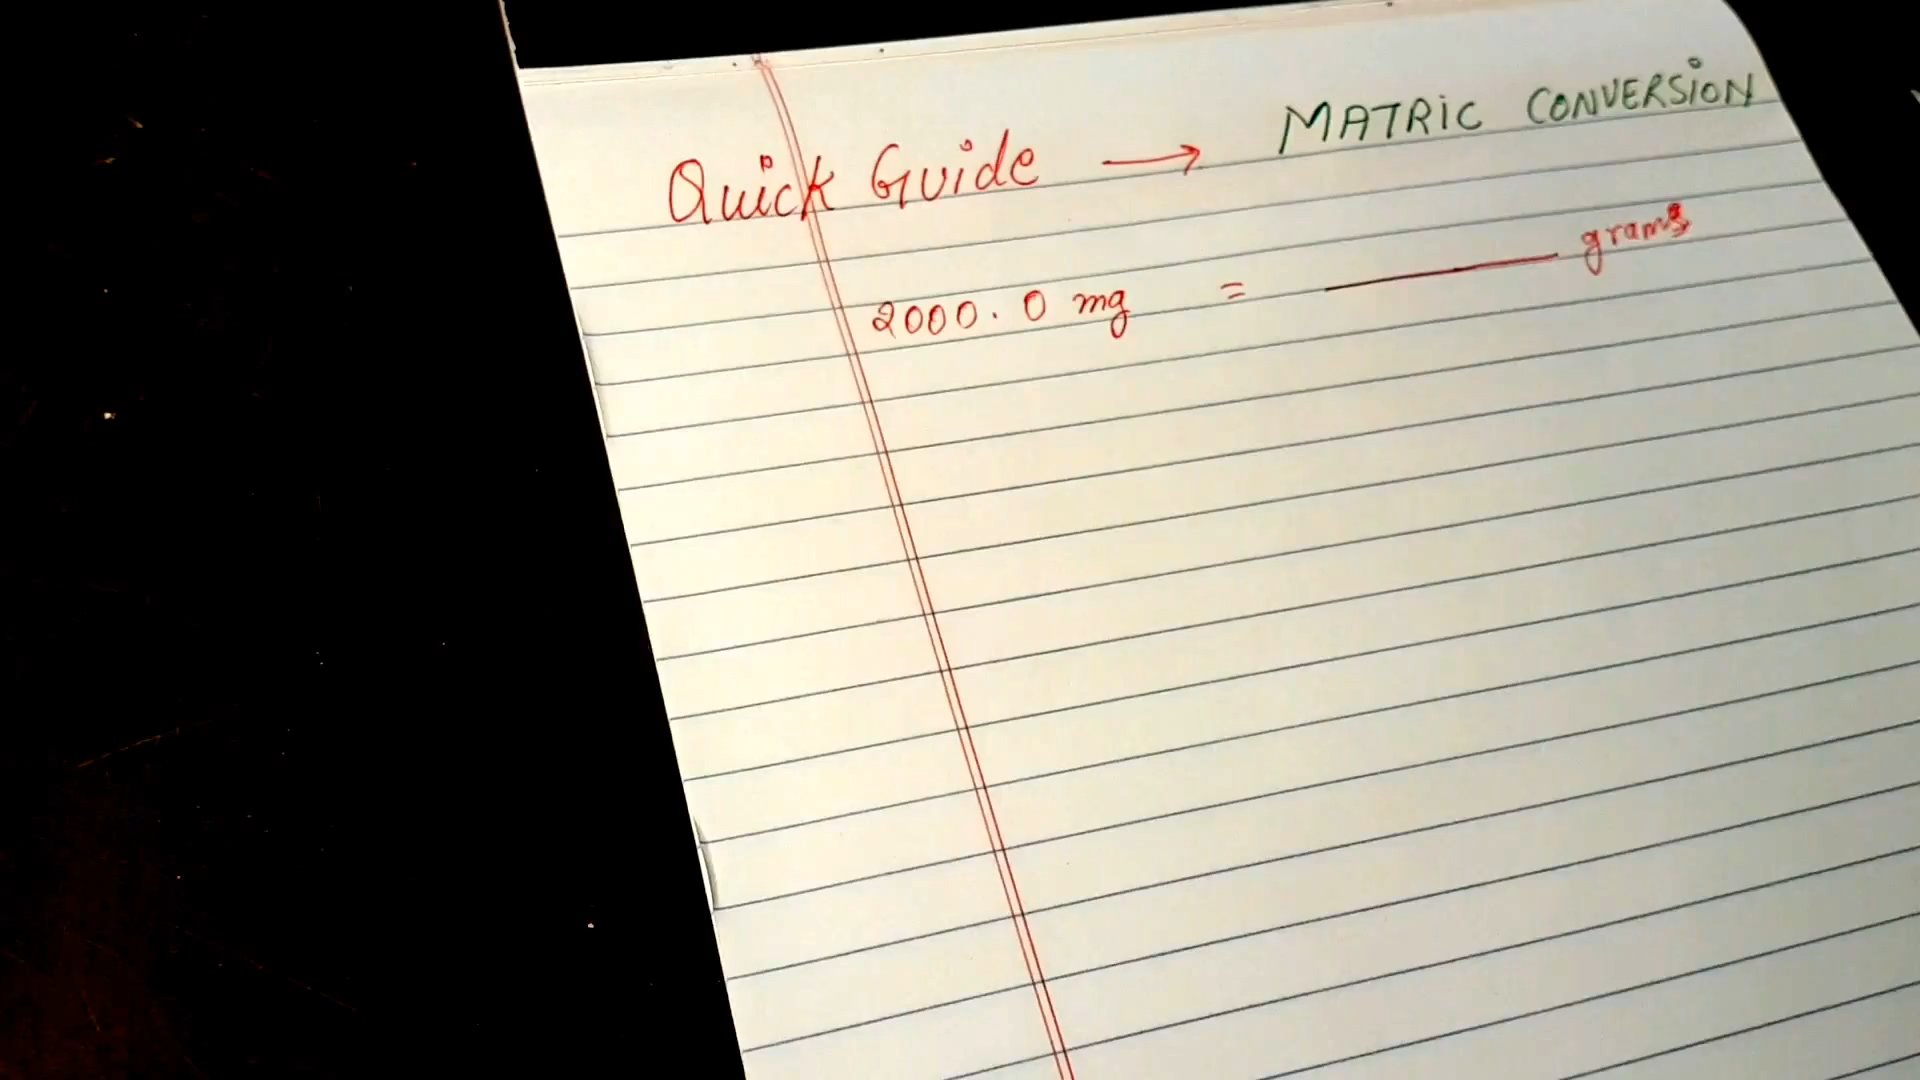 Quick Guide → MATRIC CONVERSION
2000.0 mg = ______ grams